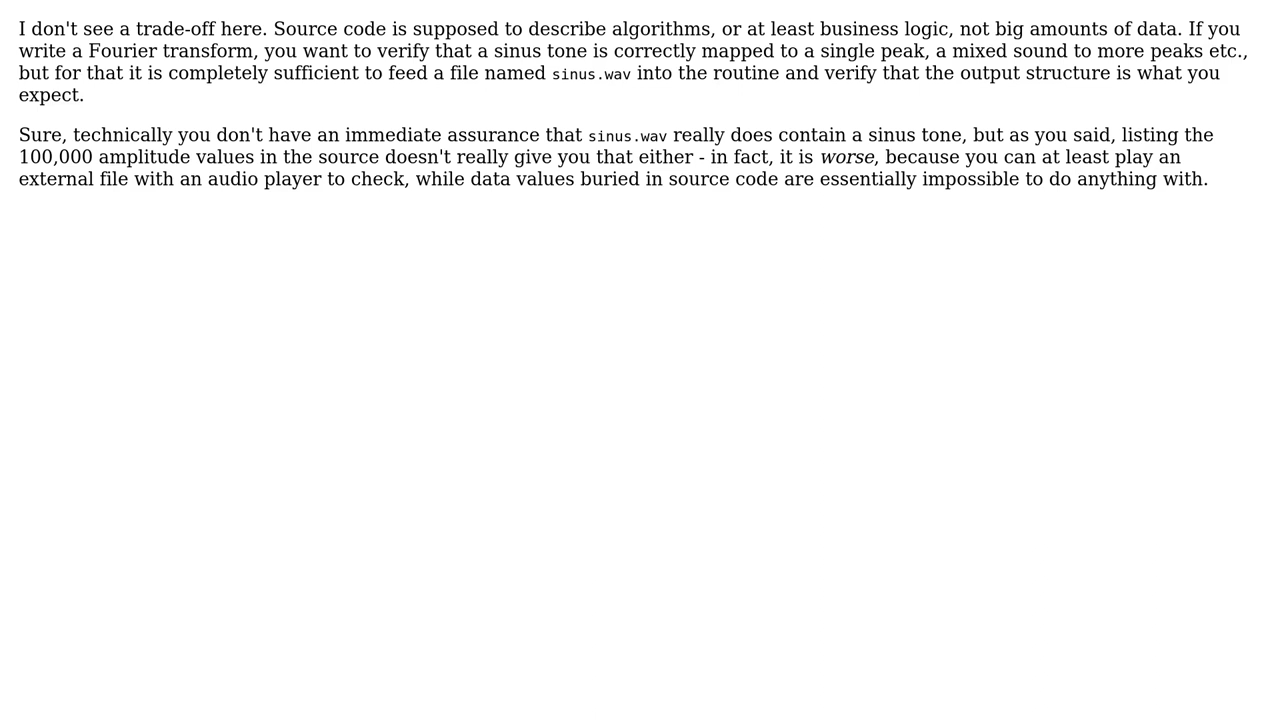 I don't see a trade-off here. Source code is supposed to describe algorithms, or at least business logic, not big amounts of data. If you
write a Fourier transform, you want to verify that a sinus tone is correctly mapped to a single peak, a mixed sound to more peaks etc.,
but for that it is completely sufficient to feed a file named sinus.wav into the routine and verify that the output structure is what you
expect.
Sure, technically you don't have an immediate assurance that sinus.wav really does contain a sinus tone, but as you said, listing the
100,000 amplitude values in the source doesn't really give you that either - in fact, it is worse, because you can at least play an
external file with an audio player to check, while data values buried in source code are essentially impossible to do anything with.